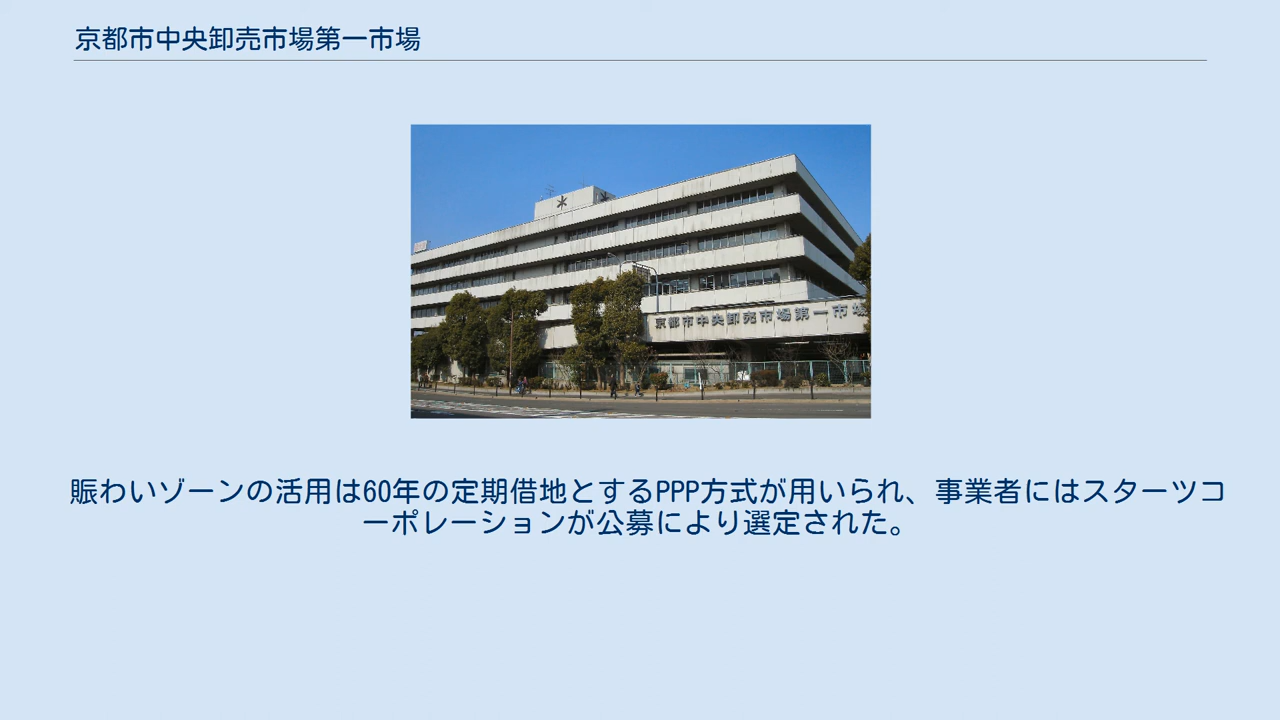 京都市中央卸売市場第一市場
京都市中央卸売市場第一市場
賑わいゾーンの活用は60年の定期借地とするPPP方式が用いられ、事業者にはスターツコ
ーポレーションが公募により選定された。